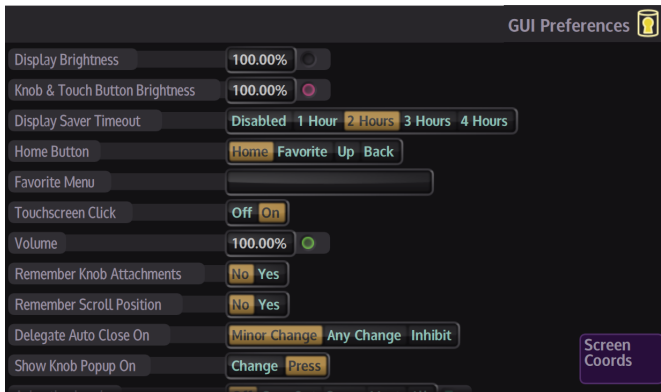 GUI Preferences
Display Brightness 100.00%
Knob & Touch Button Brightness 100.00%
Display Saver Timeout Disabled 1 Hour 2 Hours 3 Hours 4 Hours
Home Button Home Favorite Up Back
Favorite Menu
Touchscreen Click Off On
Volume 100.00%
Remember Knob Attachments No Yes
Remember Scroll Position No Yes
Delegate Auto Close On Minor Change Any Change Inhibit
Show Knob Popup On Change Press
Screen
Coords